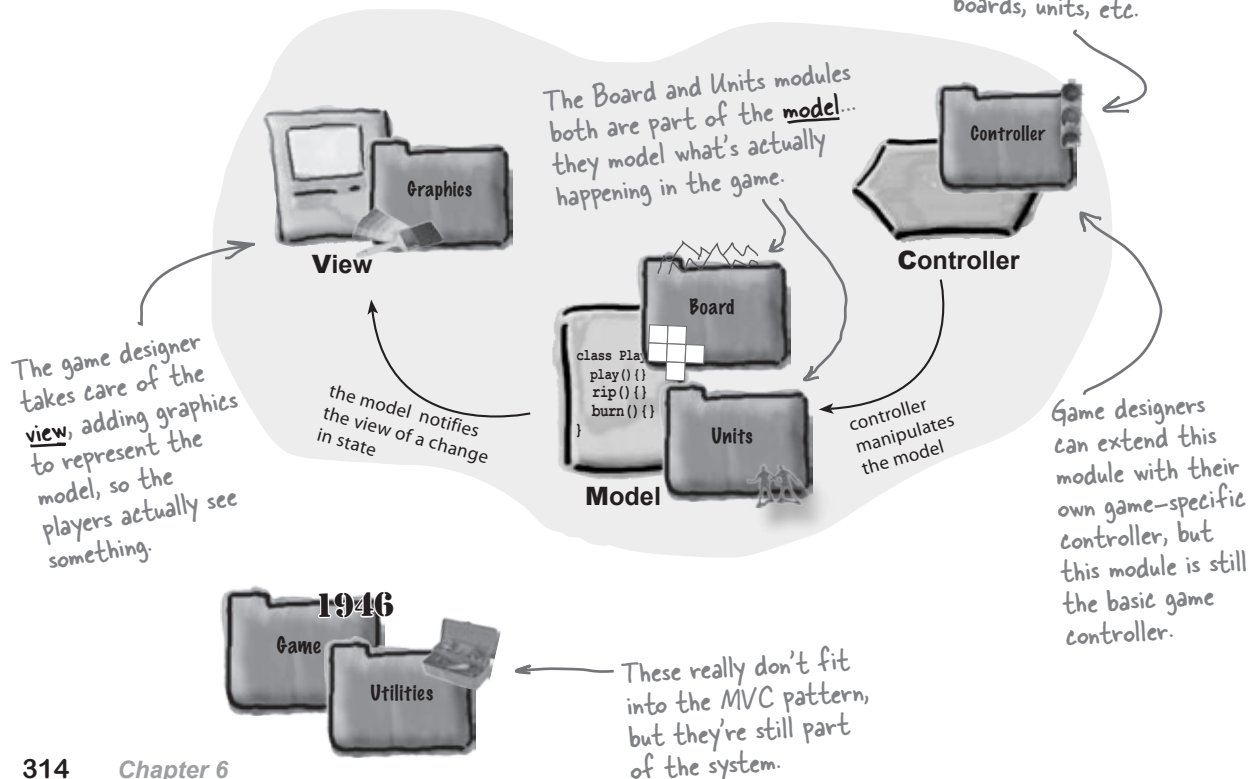 boards, units, etc.
The Board and Units modules
both are part of the model...
they model what's actually
happening in the game.
Graphics
View
Controller
Controller
Board
class Pla
play(){}
rip(){}
burn(){}
}
Units
Model
The game designer
takes care of the
view, adding graphics
to represent the
model, so the
players actually see
something.
the model notifies
the view of a change
in state
controller
manipulates
the model
Game designers
can extend this
module with their
own game-specific
controller, but
this module is still
the basic game
controller.
1946
Game
Utilities
These really don't fit
into the MVC pattern,
but they're still part
of the system.
314 Chapter 6